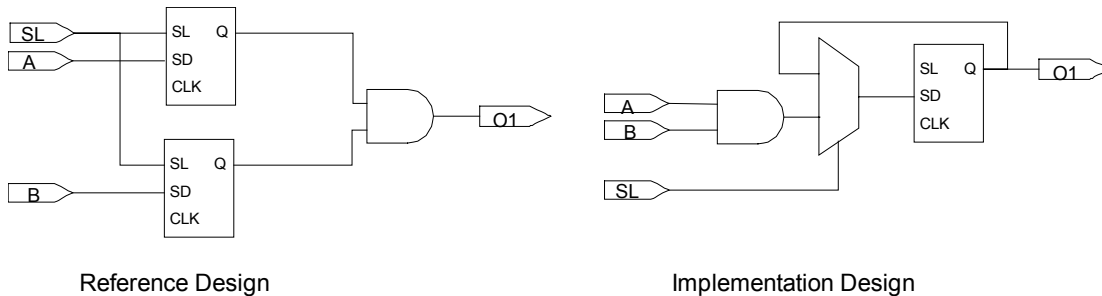 SL
A
SL Q
SD
CLK
O1
B
SL Q
SD
CLK
Reference Design
A
B
SL
SL Q
SD
CLK
O1
Implementation Design